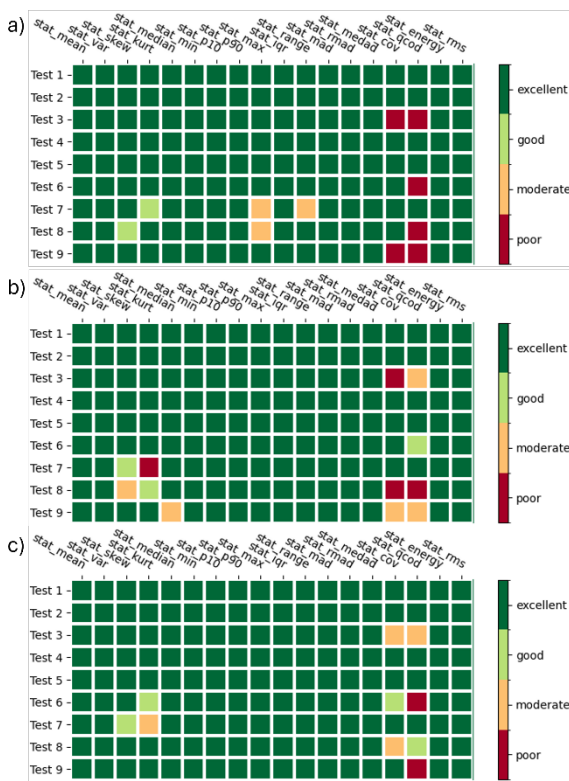 a)
stat_mean
stat_var
stat_skew
stat_kurt
stat_median
stat_min
stat_p10
stat_p90
stat_max
stat_iqr
stat_range
stat_mad
stat_rmad
stat_medad
stat_cov
stat_qcod
stat_energy
stat_rms
Test 1
Test 2
Test 3
Test 4
Test 5
Test 6
Test 7
Test 8
Test 9
excellent
good
moderate
poor
b)
stat_mean
stat_var
stat_skew
stat_kurt
stat_median
stat_min
stat_p10
stat_p90
stat_max
stat_iqr
stat_range
stat_mad
stat_rmad
stat_medad
stat_cov
stat_qcod
stat_energy
stat_rms
Test 1
Test 2
Test 3
Test 4
Test 5
Test 6
Test 7
Test 8
Test 9
excellent
good
moderate
poor
c)
stat_mean
stat_var
stat_skew
stat_kurt
stat_median
stat_min
stat_p10
stat_p90
stat_max
stat_iqr
stat_range
stat_mad
stat_rmad
stat_medad
stat_cov
stat_qcod
stat_energy
stat_rms
Test 1
Test 2
Test 3
Test 4
Test 5
Test 6
Test 7
Test 8
Test 9
excellent
good
moderate
poor